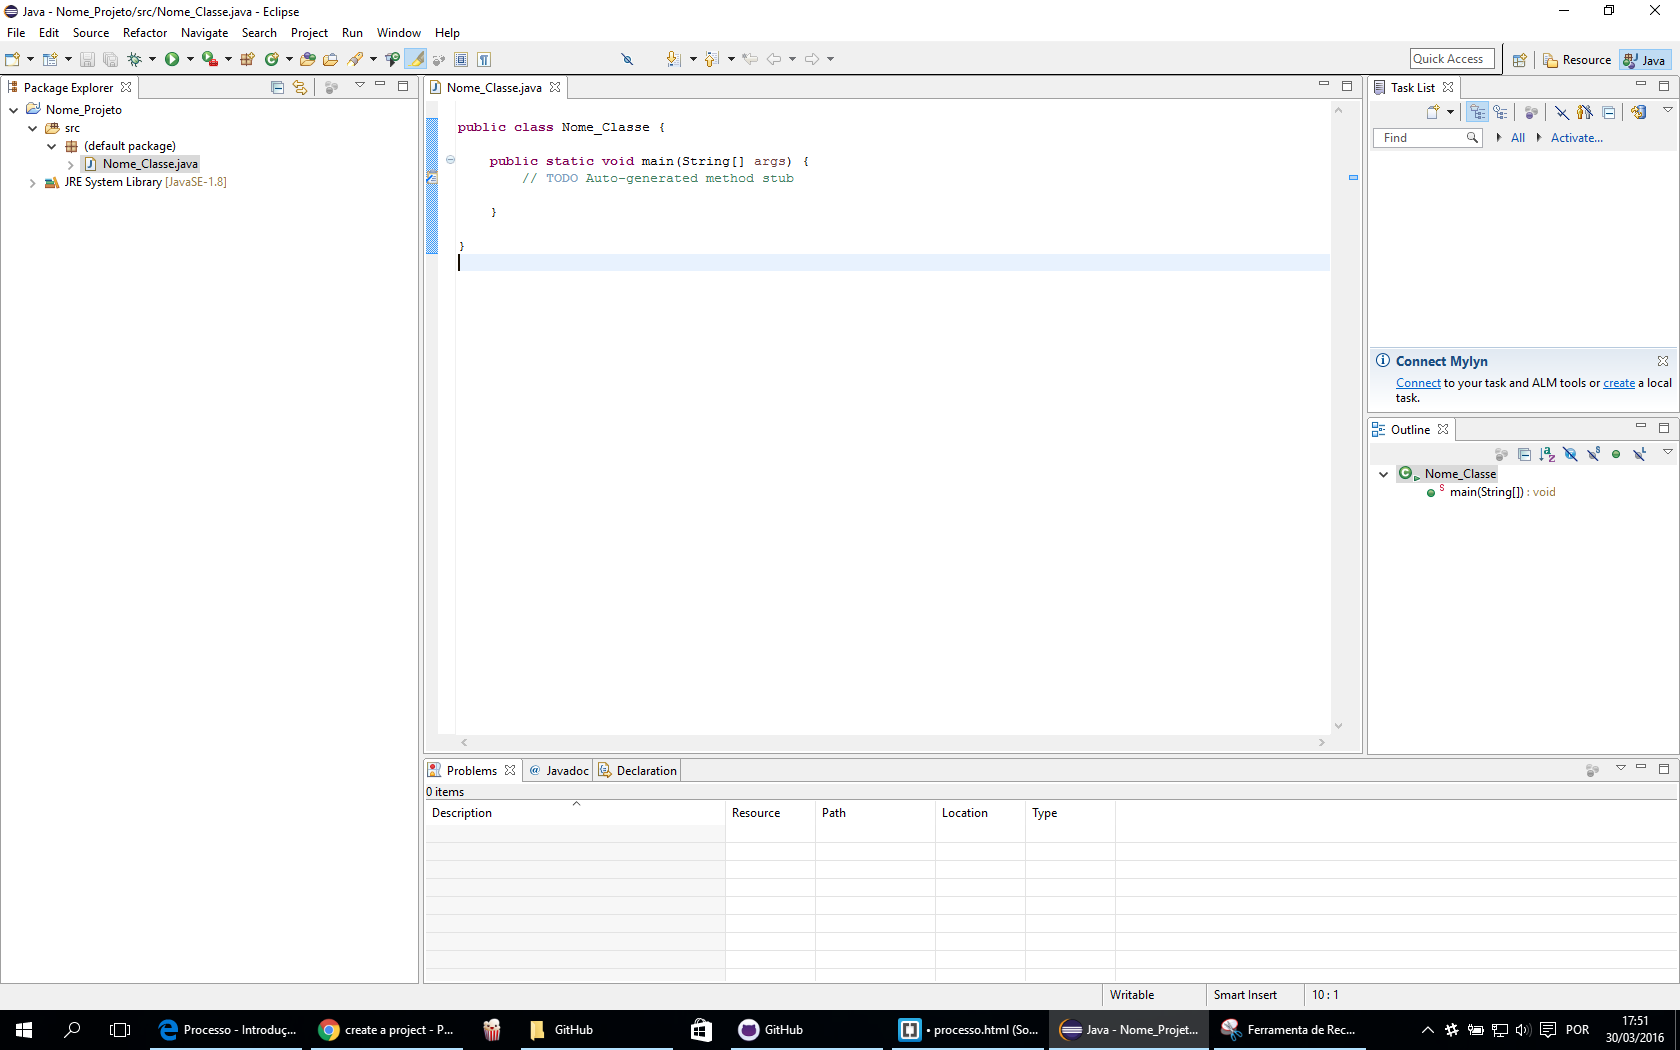 Java - Nome_Projeto/src/Nome_Classe.java - Eclipse
File Edit Source Refactor Navigate Search Project Run Window Help
Quick Access Resource Java
Package Explorer
Nome_Projeto
src
(default package)
Nome_Classe.java
JRE System Library [JavaSE-1.8]
Nome_Classe.java
public class Nome_Classe {
public static void main(String[] args) {
// TODO Auto-generated method stub
}
}
Task List
Find All Activate...
Connect Mylyn
Connect to your task and ALM tools or create a local
task.
Outline
Nome_Classe
main(String[]) : void
Problems Javadoc Declaration
0 items
Description Resource Path Location Type
Writable Smart Insert 10 : 1
Processo - Introduç... create a project - P... GitHub GitHub • processo.html (So... Java - Nome_Projet... Ferramenta de Rec... POR
17:51
30/03/2016